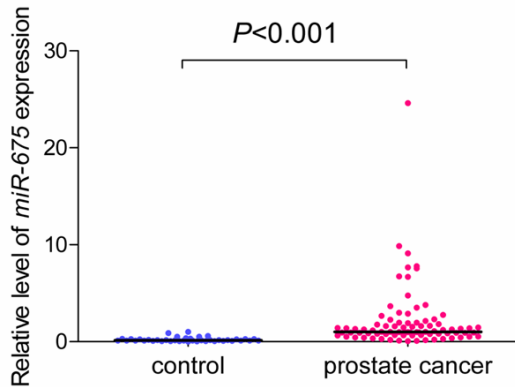 P<0.001
Relative level of miR-675 expression
30
20
10
0
control
prostate cancer